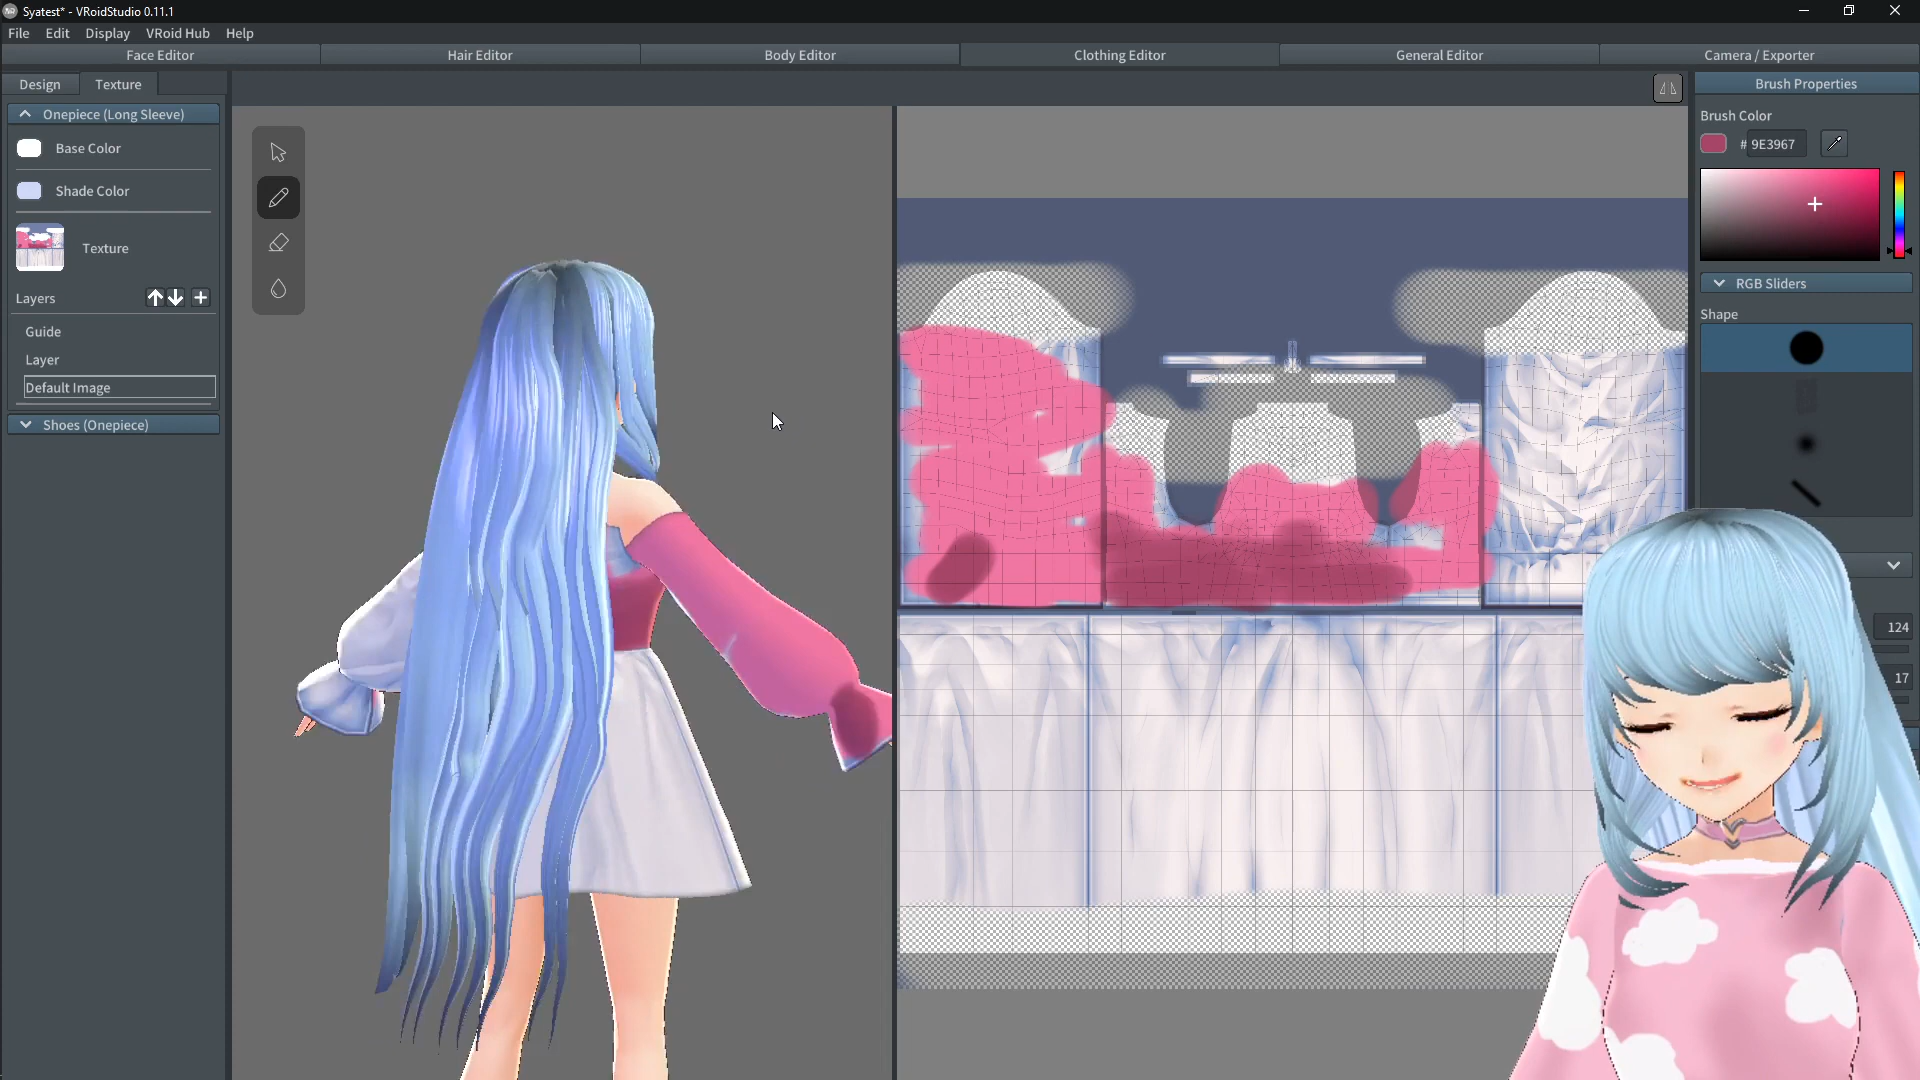 Syatest* - VRoidStudio 0.11.1
File Edit Display VRoid Hub Help
Face Editor Hair Editor Body Editor Clothing Editor General Editor Camera / Exporter
Design Texture
Brush Properties
Onepiece (Long Sleeve)
Brush Color
Base Color
# 9E3967
Shade Color
Texture
RGB Sliders
Layers
Shape
Guide
Layer
Default Image
Shoes (Onepiece)
124
17